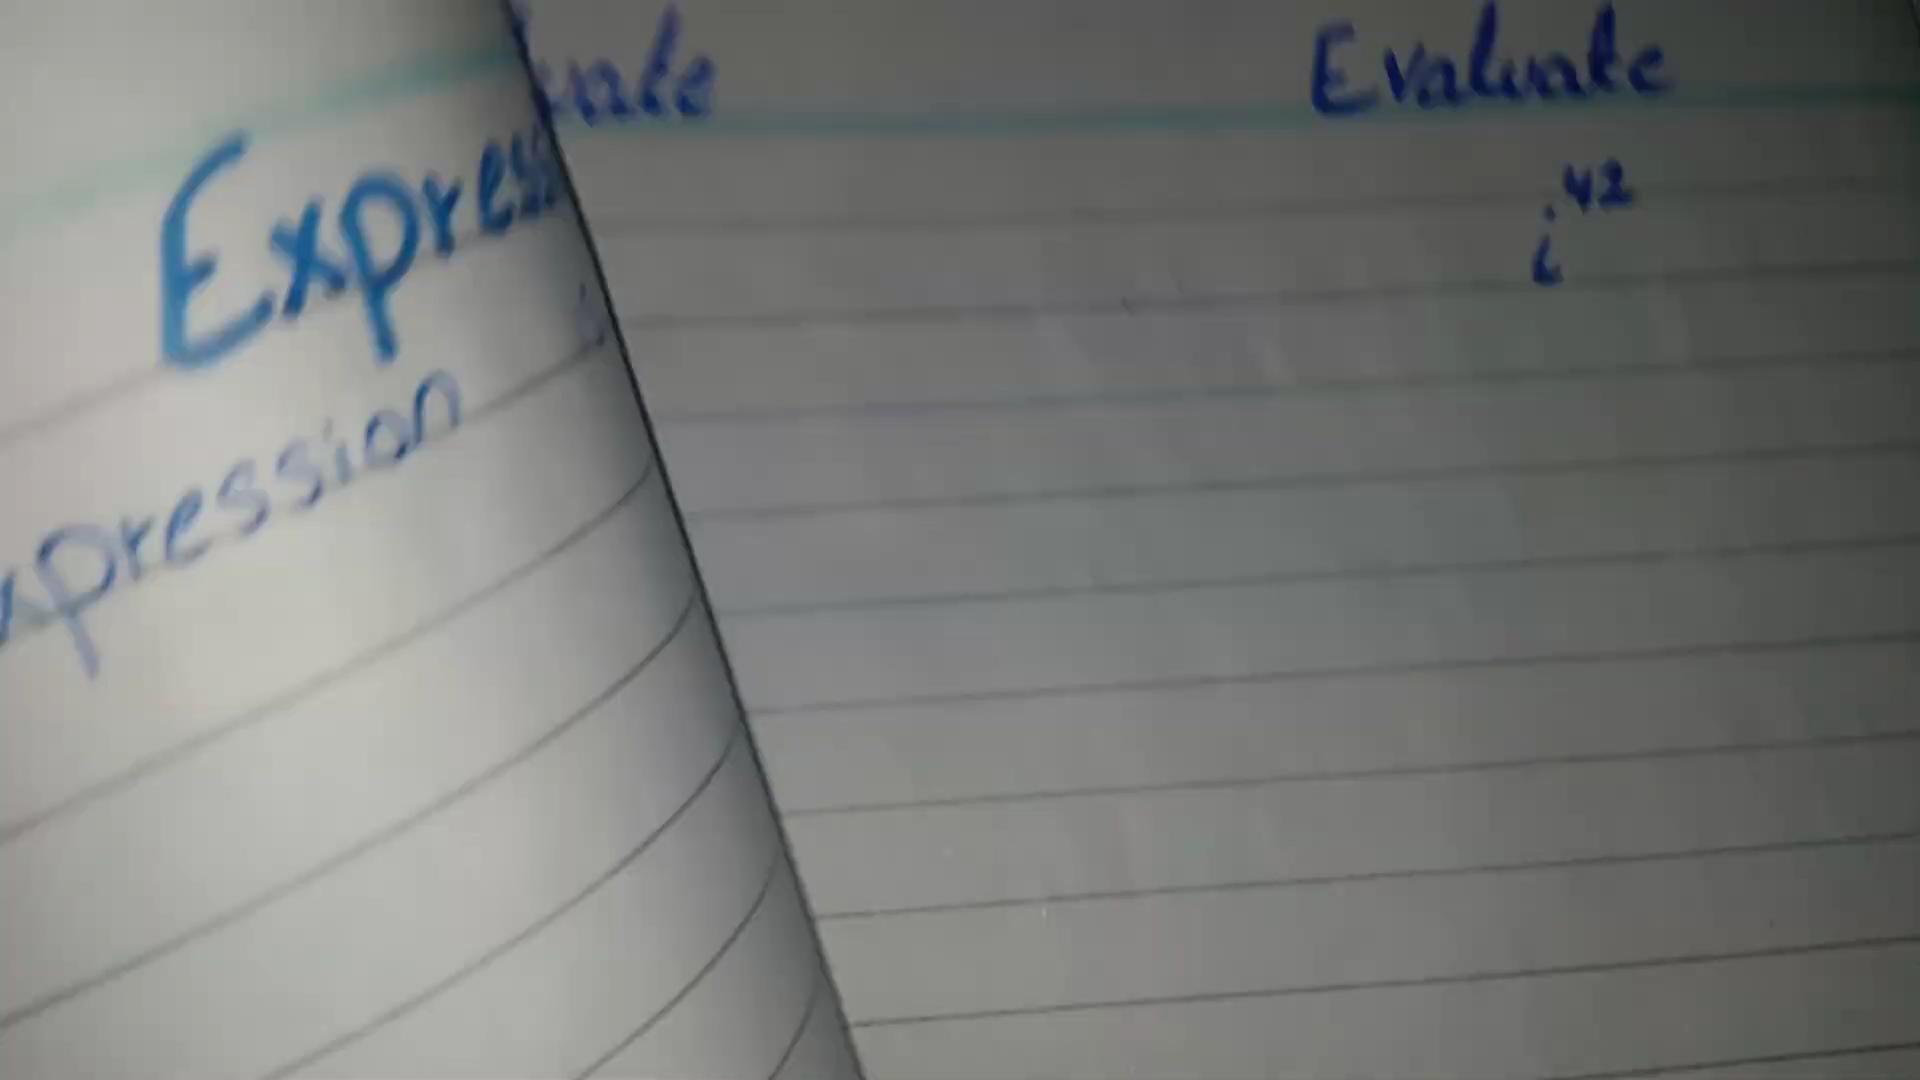 Evaluate
i⁴²
Express
xpression